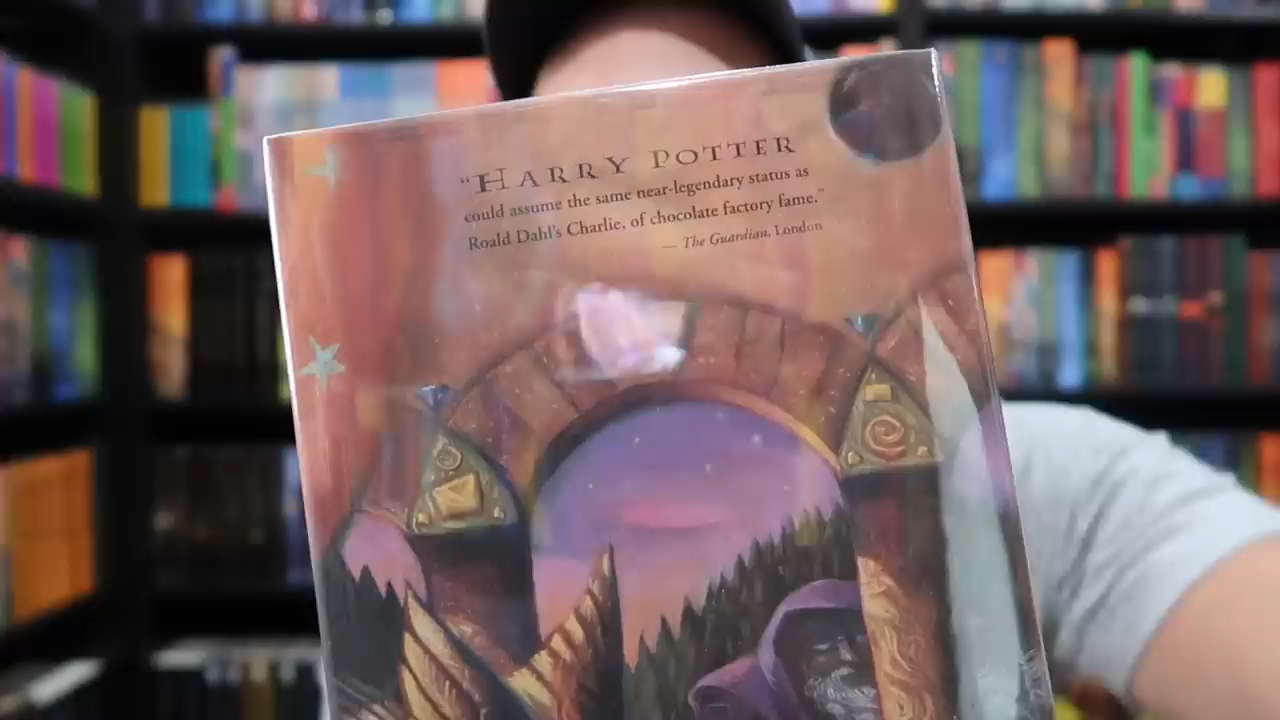 “HARRY POTTER
could assume the same near-legendary status as
Roald Dahl’s Charlie, of chocolate factory fame.”
— The Guardian, London